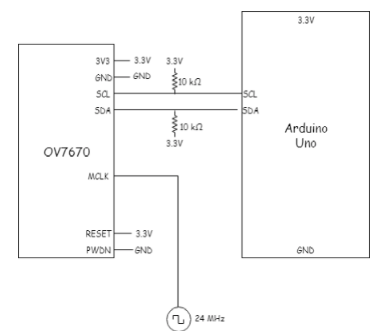 3.3V
3V3
3.3V
3.3V
GND
GND
10 kΩ
SCL
SCL
SDA
SDA
10 kΩ
3.3V
Arduino
Uno
OV7670
MCLK
RESET
3.3V
PWDN
GND
GND
24 MHz